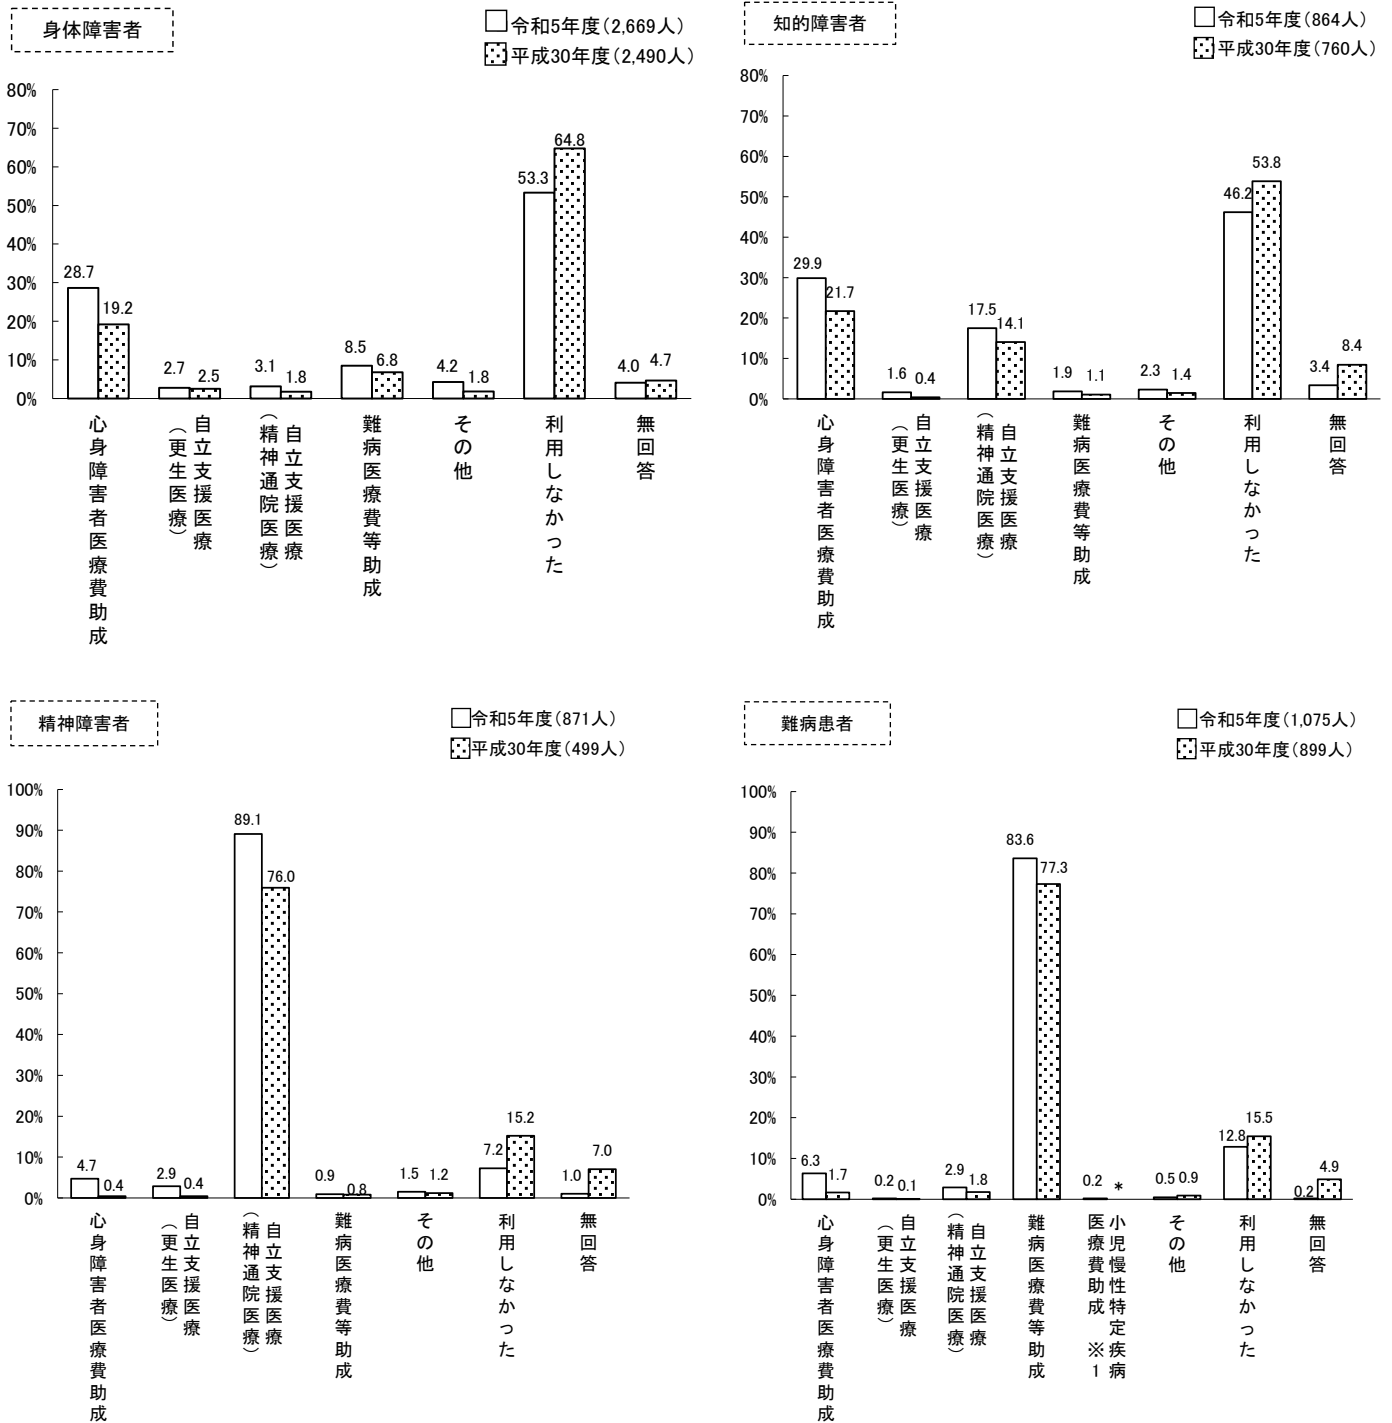 身体障害者
令和5年度(2,669人)
平成30年度(2,490人)
80%
70%
60%
50%
40%
30%
20%
10%
0%
28.7
19.2
2.7
2.5
3.1
1.8
8.5
6.8
4.2
1.8
53.3
64.8
4.0
4.7
心身障害者医療費助成
自立支援医療
(更生医療)
自立支援医療
(精神通院医療)
難病医療費等助成
その他
利用しなかった
無回答
知的障害者
令和5年度(864人)
平成30年度(760人)
80%
70%
60%
50%
40%
30%
20%
10%
0%
29.9
21.7
1.6
0.4
17.5
14.1
1.9
1.1
2.3
1.4
46.2
53.8
3.4
8.4
心身障害者医療費助成
自立支援医療
(更生医療)
自立支援医療
(精神通院医療)
難病医療費等助成
その他
利用しなかった
無回答
精神障害者
令和5年度(871人)
平成30年度(499人)
100%
90%
80%
70%
60%
50%
40%
30%
20%
10%
0%
4.7
0.4
2.9
0.4
89.1
76.0
0.9
0.8
1.5
1.2
7.2
15.2
1.0
7.0
心身障害者医療費助成
自立支援医療
(更生医療)
自立支援医療
(精神通院医療)
難病医療費等助成
その他
利用しなかった
無回答
難病患者
令和5年度(1,075人)
平成30年度(899人)
100%
90%
80%
70%
60%
50%
40%
30%
20%
10%
0%
6.3
1.7
0.2
0.1
2.9
1.8
83.6
77.3
0.2
*
0.5
0.9
12.8
15.5
0.2
4.9
心身障害者医療費助成
自立支援医療
(更生医療)
自立支援医療
(精神通院医療)
難病医療費等助成
小児慢性特定疾病
医療費助成 ※1
その他
利用しなかった
無回答